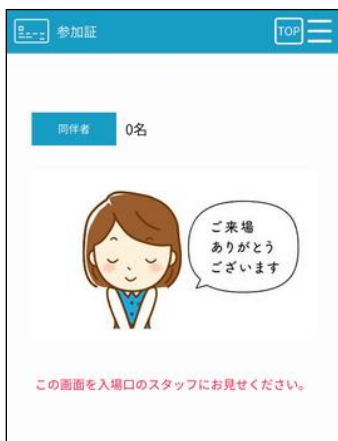 参加証
TOP
同伴者 0名
ご来場
ありがとう
ございます
この画面を入場口のスタッフにお見せください。